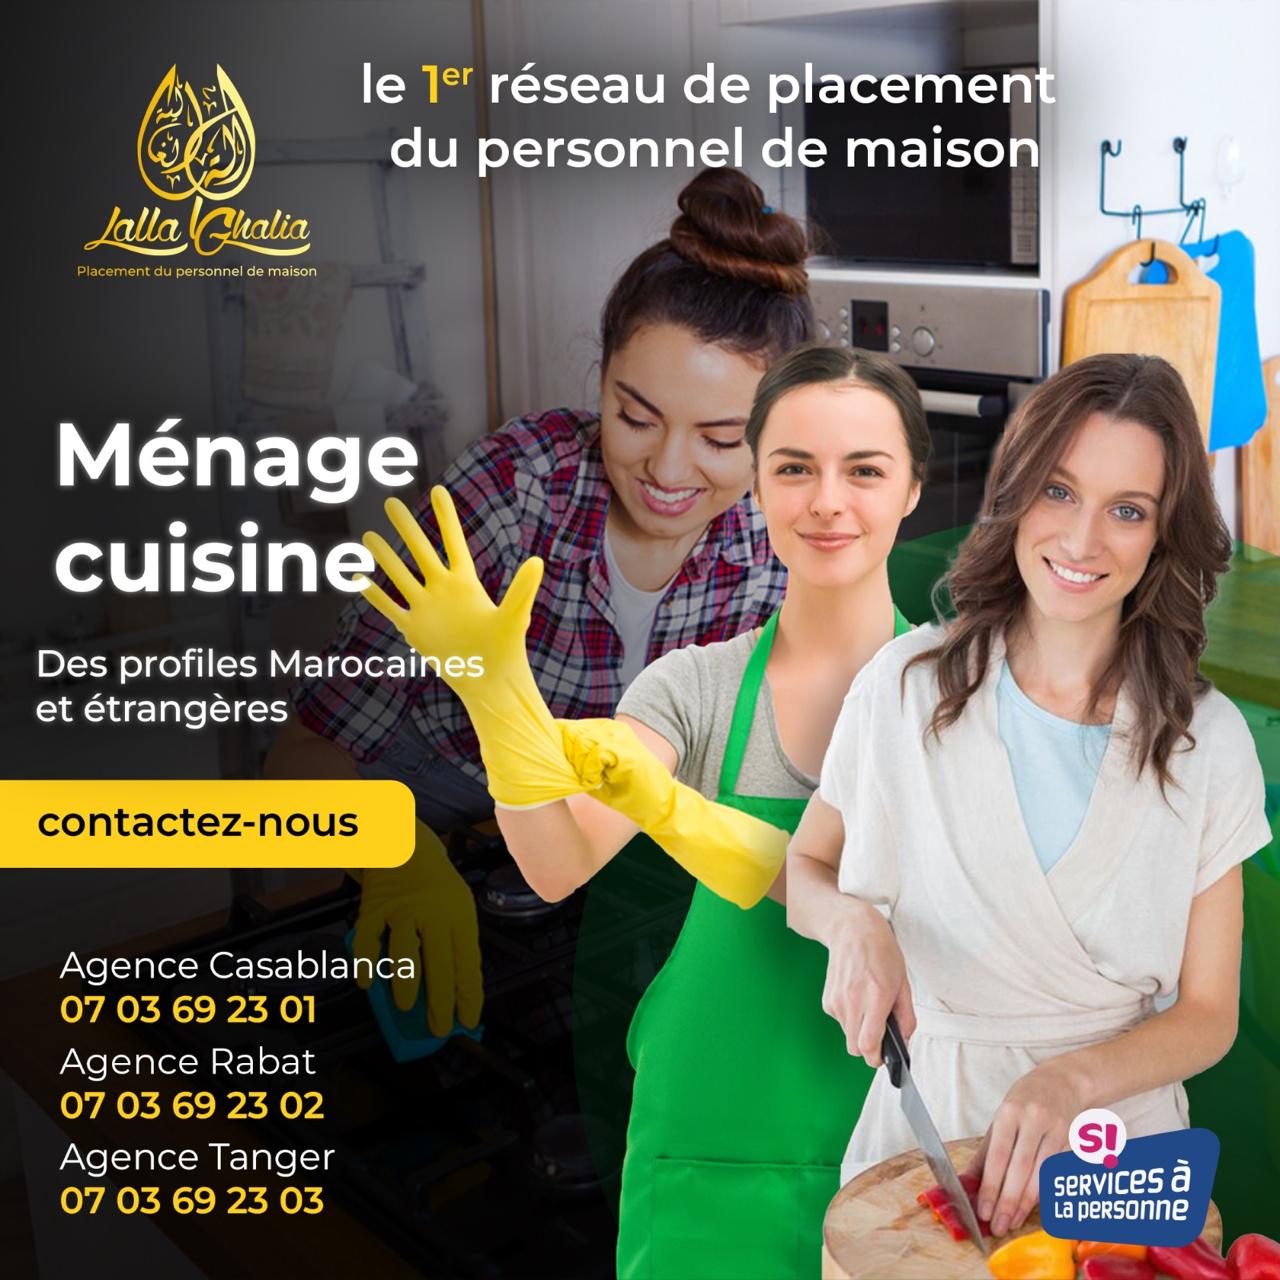 le 1er réseau de placement
du personnel de maison
Lalla Ghalia
Placement du personnel de maison
Ménage
cuisine
Des profiles Marocaines
et étrangères
contactez-nous
Agence Casablanca
07 03 69 23 01
Agence Rabat
07 03 69 23 02
Agence Tanger
07 03 69 23 03
S!
services à
La personne